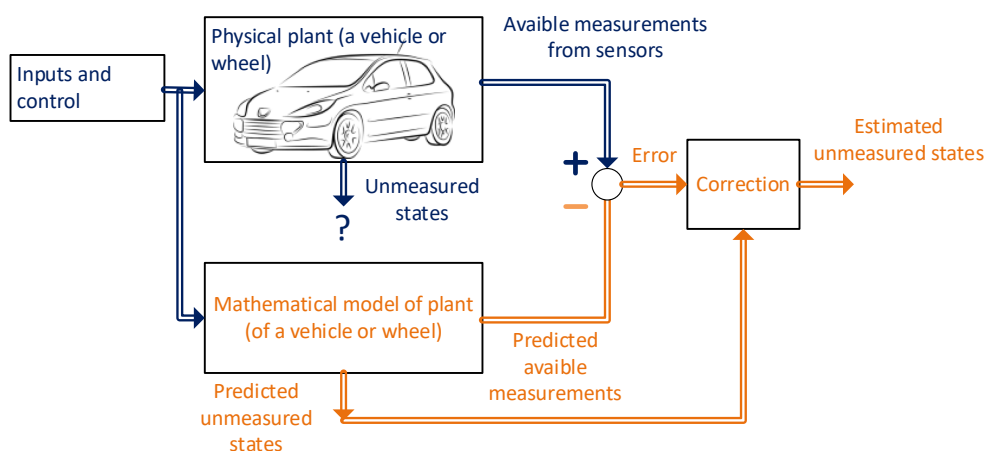 Physical plant (a vehicle or
wheel)
Avaible measurements
from sensors
Inputs and
control
+
Error
Estimated
unmeasured states
Correction
Unmeasured
states
?
−
Mathematical model of plant
(of a vehicle or wheel)
Predicted
avaible
measurements
Predicted
unmeasured
states